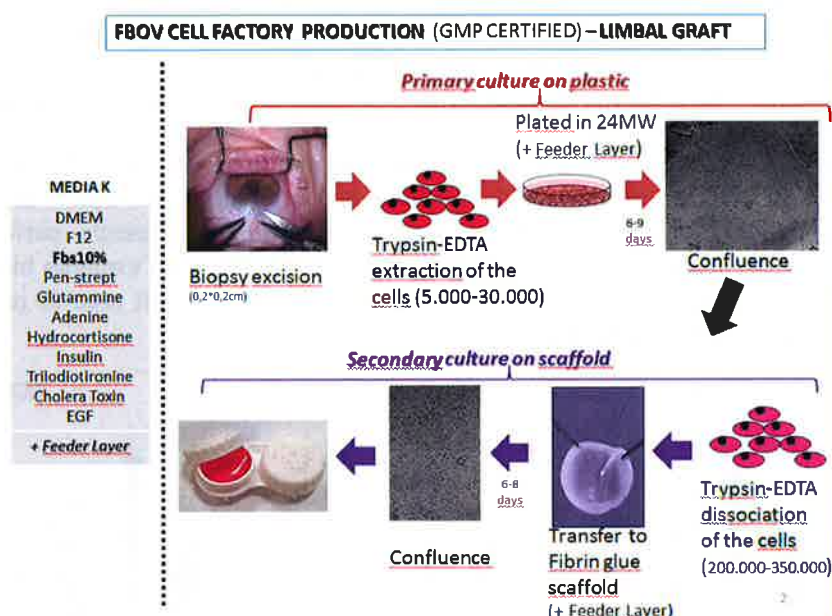 FBOV CELL FACTORY PRODUCTION (GMP CERTIFIED) – LIMBAL GRAFT
MEDIA K
DMEM
F12
Fbs10%
Pen-strept
Glutammine
Adenine
Hydrocortisone
Insulin
Trilodiotironine
Cholera Toxin
EGF
+ Feeder Layer
Primary culture on plastic
Biopsy excision
(0,2*0,2cm)
Trypsin-EDTA
extraction of the
cells (5.000-30.000)
Plated in 24MW
(+ Feeder Layer)
6-9
days
Confluence
Secondary culture on scaffold
Trypsin-EDTA
dissociation
of the cells
(200.000-350.000)
Transfer to
Fibrin glue
scaffold
(+ Feeder Layer)
6-8
days
Confluence
2